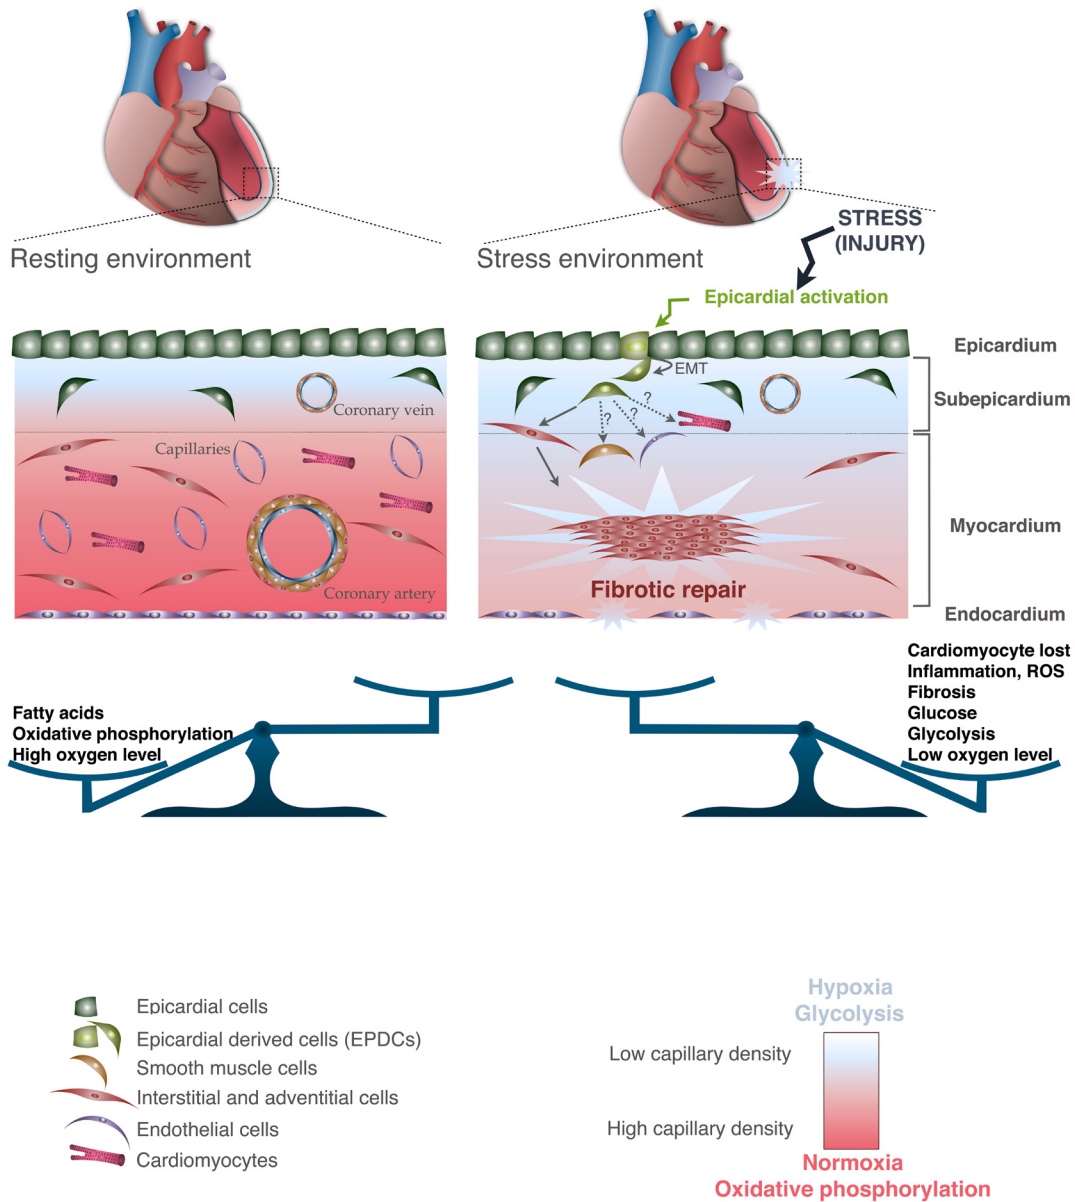 Resting environment
Stress environment
STRESS
(INJURY)
Epicardial activation
EMT
?
?
?
Coronary vein
Capillaries
Coronary artery
Fibrotic repair
Epicardium
Subepicardium
Myocardium
Endocardium
Fatty acids
Oxidative phosphorylation
High oxygen level
Cardiomyocyte lost
Inflammation, ROS
Fibrosis
Glucose
Glycolysis
Low oxygen level
Epicardial cells
Epicardial derived cells (EPDCs)
Smooth muscle cells
Interstitial and adventitial cells
Endothelial cells
Cardiomyocytes
Hypoxia
Glycolysis
Low capillary density
High capillary density
Normoxia
Oxidative phosphorylation